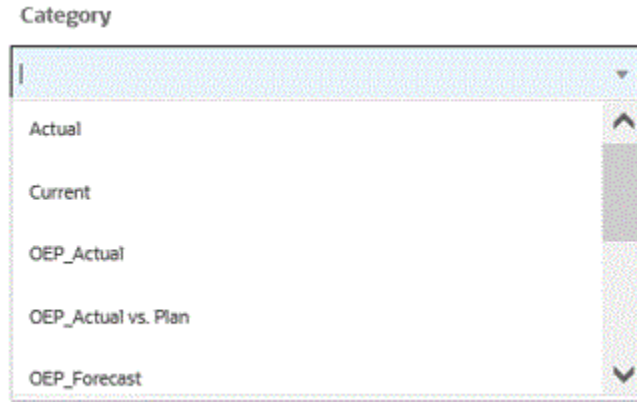 Category
Actual
Current
OEP_Actual
OEP_Actual vs. Plan
OEP_Forecast